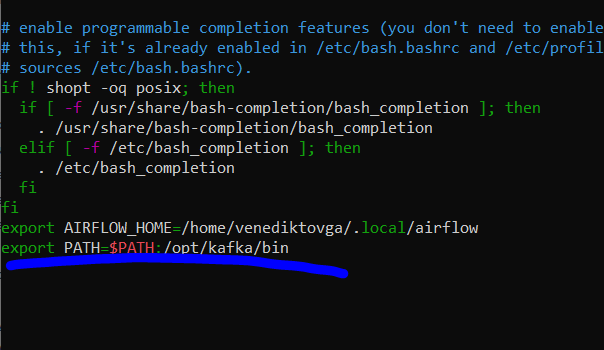 # enable programmable completion features (you don't need to enable
# this, if it's already enabled in /etc/bash.bashrc and /etc/profil
# sources /etc/bash.bashrc).
if ! shopt -oq posix; then
  if [ -f /usr/share/bash-completion/bash_completion ]; then
    . /usr/share/bash-completion/bash_completion
  elif [ -f /etc/bash_completion ]; then
    . /etc/bash_completion
  fi
fi
export AIRFLOW_HOME=/home/venediktovga/.local/airflow
export PATH=$PATH:/opt/kafka/bin